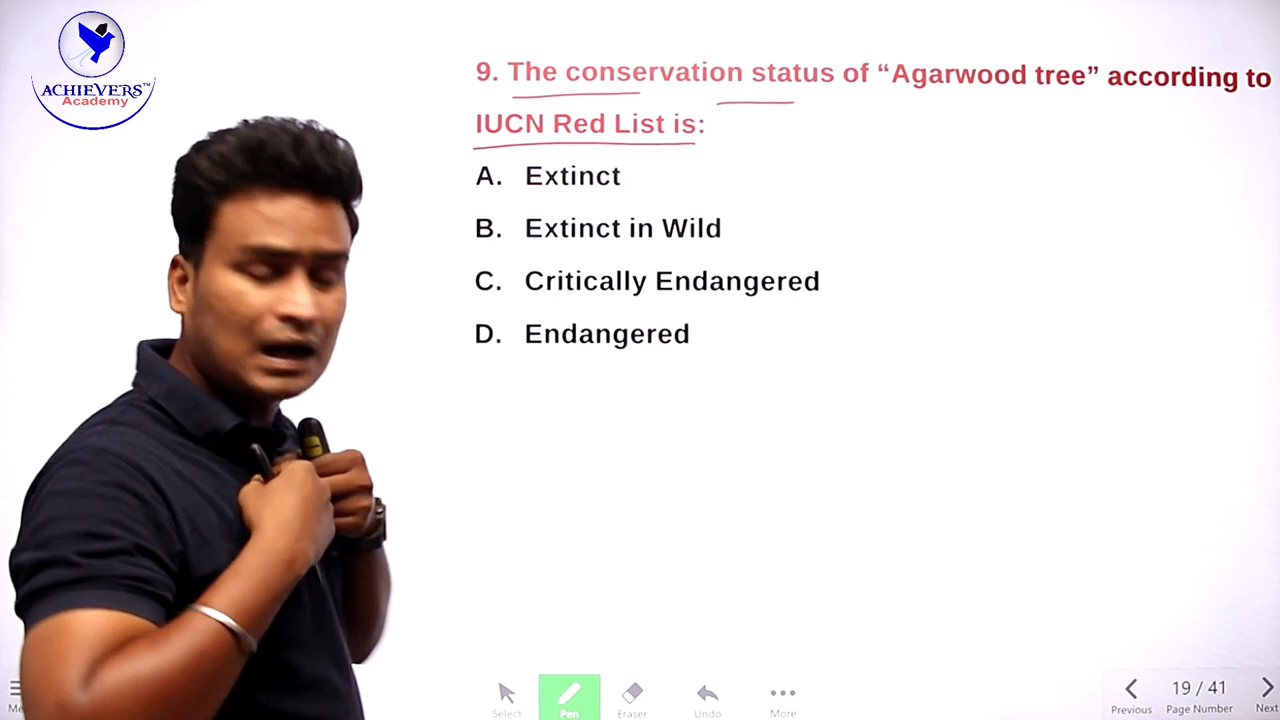 ACHIEVERS™
Academy
9. The conservation status of “Agarwood tree” according to
IUCN Red List is:
A. Extinct
B. Extinct in Wild
C. Critically Endangered
D. Endangered
Select
Pen
Eraser
Undo
More
Previous
19 / 41
Page Number
Next